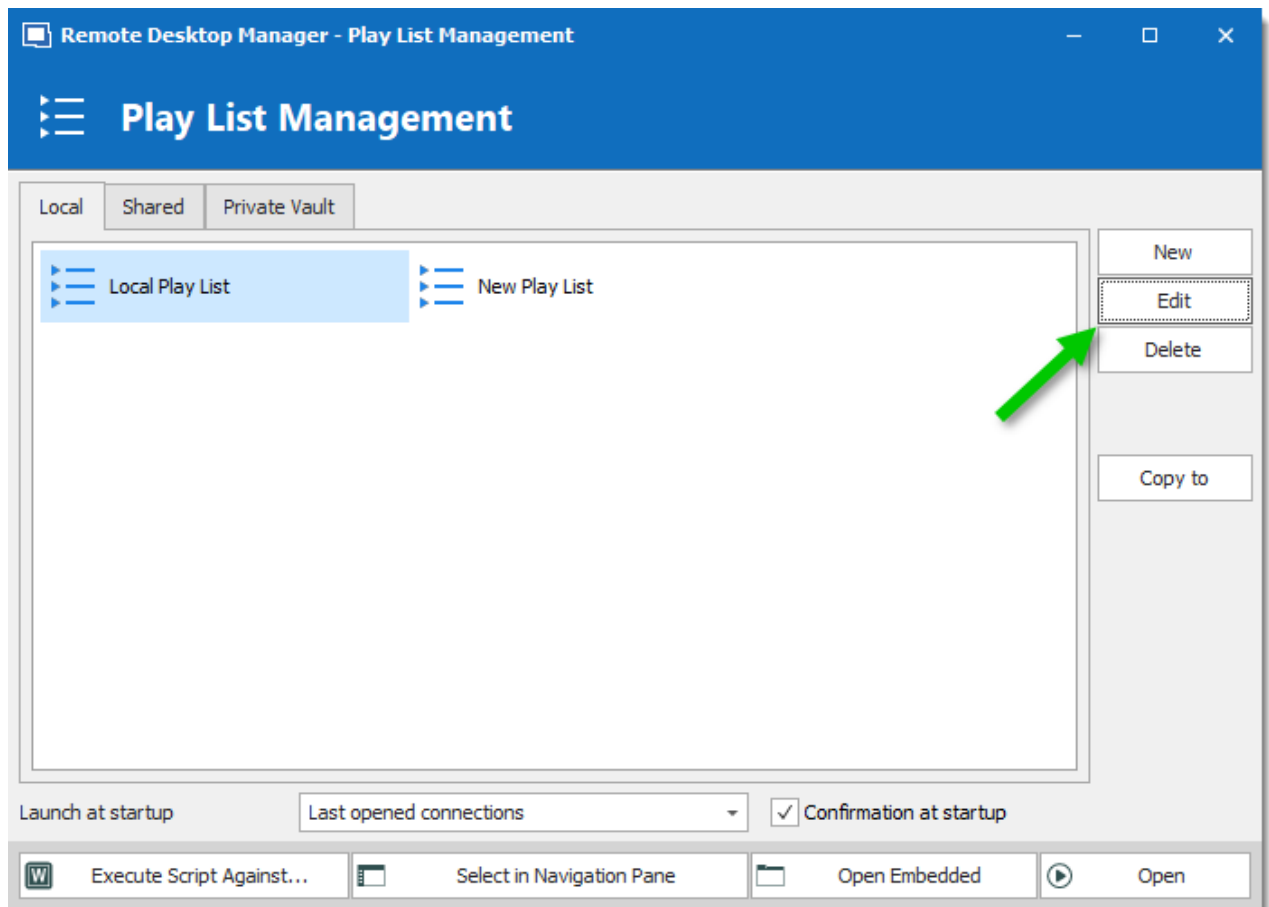 Remote Desktop Manager - Play List Management
Play List Management
Local Shared Private Vault
Local Play List New Play List
New
Edit
Delete
Copy to
Launch at startup Last opened connections Confirmation at startup
W Execute Script Against... Select in Navigation Pane Open Embedded Open